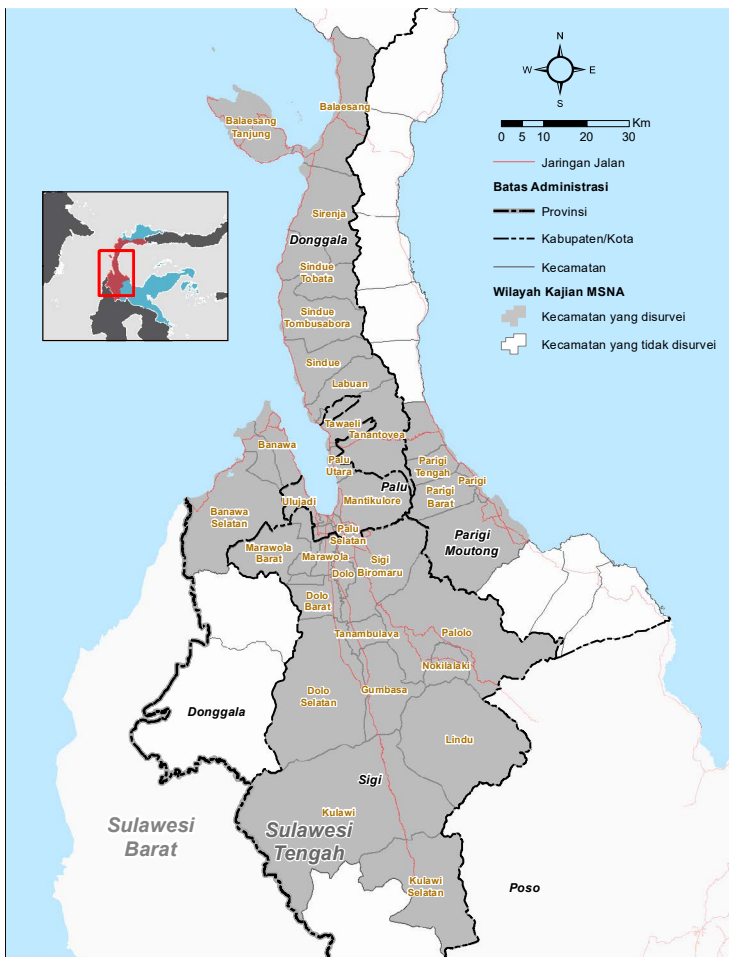 N
W
E
S
Km
0 5 10 20 30
Jaringan Jalan
Batas Administrasi
Provinsi
Kabupaten/Kota
Kecamatan
Wilayah Kajian MSNA
Kecamatan yang disurvei
Kecamatan yang tidak disurvei
Balaesang
Balaesang
Tanjung
Sirenja
Donggala
Sindue
Tobata
Sindue
Tombusabora
Sindue
Labuan
Tawaeli
Tanantovea
Banawa
Palu
Utara
Parigi
Tengah
Parigi
Parigi
Barat
Palu
Ulujadi
Mantikulore
Banawa
Selatan
Palu
Selatan
Parigi
Moutong
Marawola
Barat
Marawola
Dolo
Sigi
Biromaru
Dolo
Barat
Tanambulava
Palolo
Nokilalaki
Dolo
Selatan
Gumbasa
Donggala
Lindu
Sigi
Kulawi
Sulawesi
Barat
Sulawesi
Tengah
Kulawi
Selatan
Poso